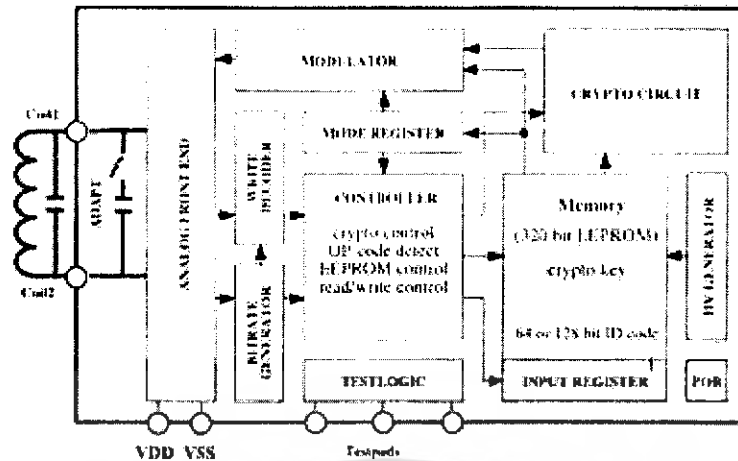 MODULATOR
CRYPTO CIRCUIT
Coil1
MODE REGISTER
ADAPT
ANALOG FRONT END
WRITE
DECODER
CONTROLLER
crypto control
OP code detect
EEPROM control
read/write control
Memory
(320 bit EEPROM)
crypto key
64 or 128 bit ID code
HV GENERATOR
Coil2
BITRATE
GENERATOR
TESTLOGIC
INPUT REGISTER
POR
VDD VSS
Testpads